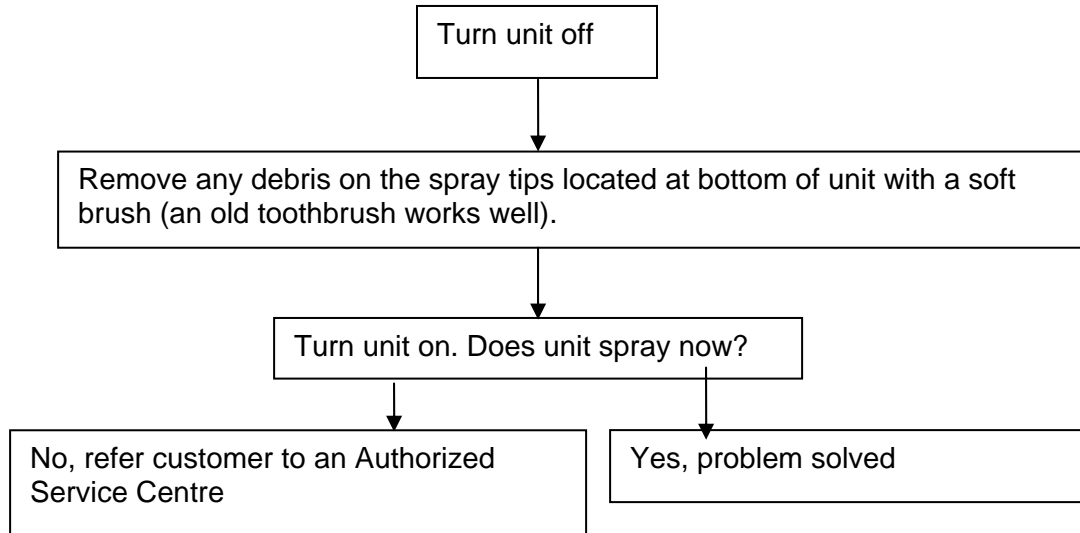 Turn unit off
Remove any debris on the spray tips located at bottom of unit with a soft
brush (an old toothbrush works well).
Turn unit on. Does unit spray now?
No, refer customer to an Authorized
Service Centre
Yes, problem solved